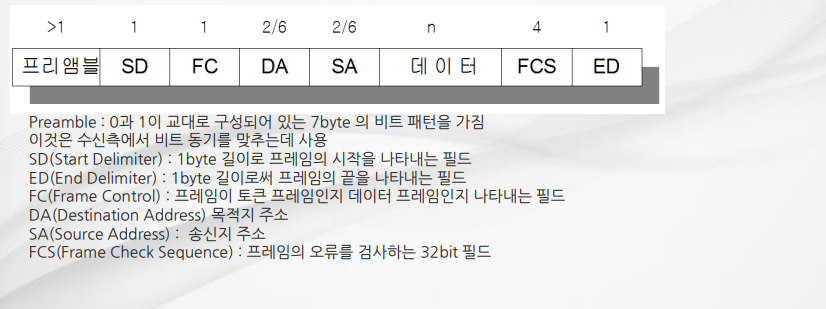 >1 1 1 2/6 2/6 n 4 1
프리앰블 SD FC DA SA 데 이 터 FCS ED
Preamble : 0과 1이 교대로 구성되어 있는 7byte 의 비트 패턴을 가짐
이것은 수신측에서 비트 동기를 맞추는데 사용
SD(Start Delimiter) : 1byte 길이로 프레임의 시작을 나타내는 필드
ED(End Delimiter) : 1byte 길이로써 프레임의 끝을 나타내는 필드
FC(Frame Control) : 프레임이 토큰 프레임인지 데이터 프레임인지 나타내는 필드
DA(Destination Address) 목적지 주소
SA(Source Address) : 송신지 주소
FCS(Frame Check Sequence) : 프레임의 오류를 검사하는 32bit 필드